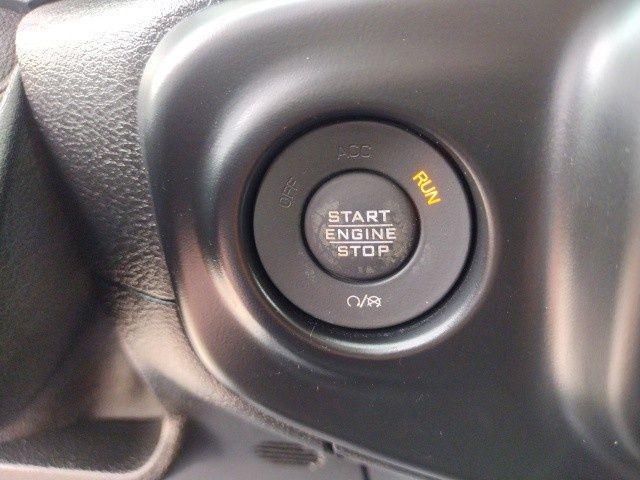 OFF
ACC
RUN
START
ENGINE
STOP